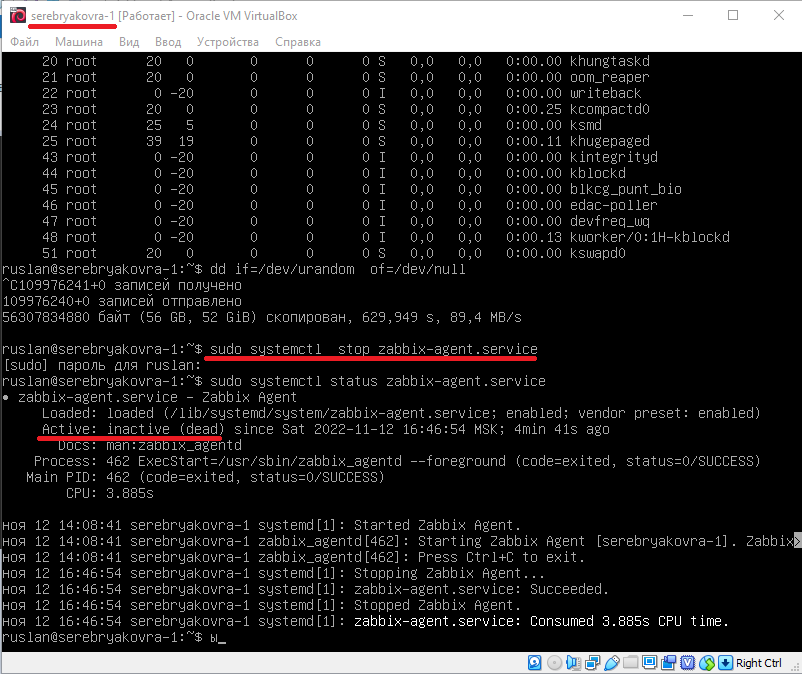 serebryakovra-1 [Работает] - Oracle VM VirtualBox
Файл Машина Вид Ввод Устройства Справка
20 root 20 0 0 0 0 S 0,0 0,0 0:00.00 khungtaskd
21 root 20 0 0 0 0 S 0,0 0,0 0:00.00 oom_reaper
22 root 0 -20 0 0 0 I 0,0 0,0 0:00.00 writeback
23 root 20 0 0 0 0 S 0,0 0,0 0:00.25 kcompactd0
24 root 25 5 0 0 0 S 0,0 0,0 0:00.00 ksmd
25 root 39 19 0 0 0 S 0,0 0,0 0:00.11 khugepaged
43 root 0 -20 0 0 0 I 0,0 0,0 0:00.00 kintegrityd
44 root 0 -20 0 0 0 I 0,0 0,0 0:00.00 kblockd
45 root 0 -20 0 0 0 I 0,0 0,0 0:00.00 blkcg_punt_bio
46 root 0 -20 0 0 0 I 0,0 0,0 0:00.00 edac-poller
47 root 0 -20 0 0 0 I 0,0 0,0 0:00.00 devfreq_wq
48 root 0 -20 0 0 0 I 0,0 0,0 0:00.13 kworker/0:1H-kblockd
51 root 20 0 0 0 0 S 0,0 0,0 0:00.00 kswapd0
ruslan@serebryakovra-1:~$ dd if=/dev/urandom of=/dev/null
^C109976241+0 записей получено
109976240+0 записей отправлено
56307834880 байт (56 GB, 52 GiB) скопирован, 629,949 s, 89,4 MB/s
ruslan@serebryakovra-1:~$ sudo systemctl stop zabbix-agent.service
[sudo] пароль для ruslan:
ruslan@serebryakovra-1:~$ sudo systemctl status zabbix-agent.service
● zabbix-agent.service - Zabbix Agent
Loaded: loaded (/lib/systemd/system/zabbix-agent.service; enabled; vendor preset: enabled)
Active: inactive (dead) since Sat 2022-11-12 16:46:54 MSK; 4min 41s ago
Docs: man:zabbix_agentd
Process: 462 ExecStart=/usr/sbin/zabbix_agentd --foreground (code=exited, status=0/SUCCESS)
Main PID: 462 (code=exited, status=0/SUCCESS)
CPU: 3.885s
ноя 12 14:08:41 serebryakovra-1 systemd[1]: Started Zabbix Agent.
ноя 12 14:08:41 serebryakovra-1 zabbix_agentd[462]: Starting Zabbix Agent [serebryakovra-1]. Zabbix>
ноя 12 14:08:41 serebryakovra-1 zabbix_agentd[462]: Press Ctrl+C to exit.
ноя 12 16:46:54 serebryakovra-1 systemd[1]: Stopping Zabbix Agent...
ноя 12 16:46:54 serebryakovra-1 systemd[1]: zabbix-agent.service: Succeeded.
ноя 12 16:46:54 serebryakovra-1 systemd[1]: Stopped Zabbix Agent.
ноя 12 16:46:54 serebryakovra-1 systemd[1]: zabbix-agent.service: Consumed 3.885s CPU time.
ruslan@serebryakovra-1:~$ ы_
Right Ctrl